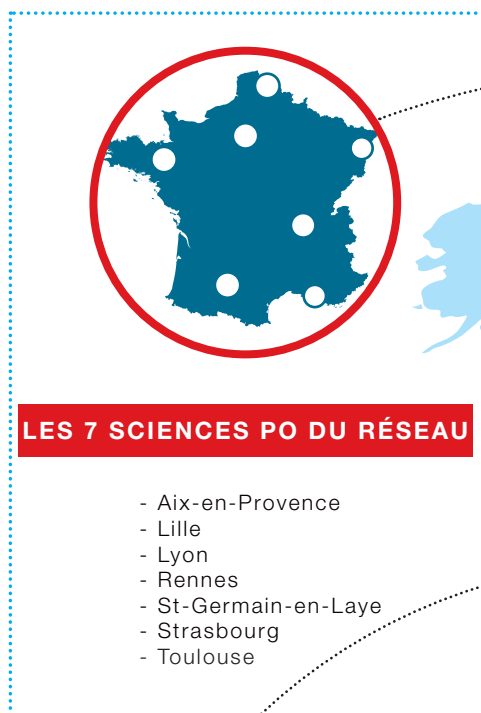 LES 7 SCIENCES PO DU RÉSEAU
- Aix-en-Provence
- Lille
- Lyon
- Rennes
- St-Germain-en-Laye
- Strasbourg
- Toulouse